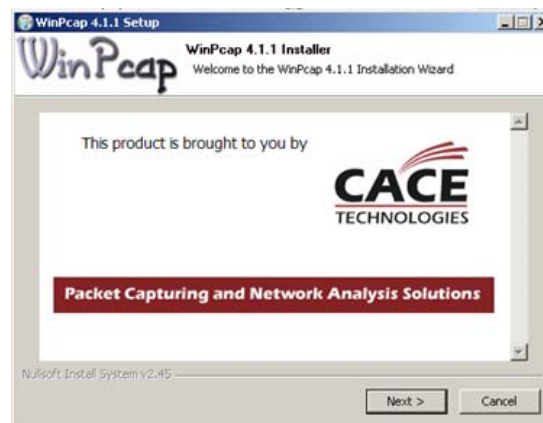 WinPcap 4.1.1 Setup
WinPcap
WinPcap 4.1.1 Installer
Welcome to the WinPcap 4.1.1 Installation Wizard
This product is brought to you by
CACE
TECHNOLOGIES
Packet Capturing and Network Analysis Solutions
Nullsoft Install System v2.45
Next >
Cancel